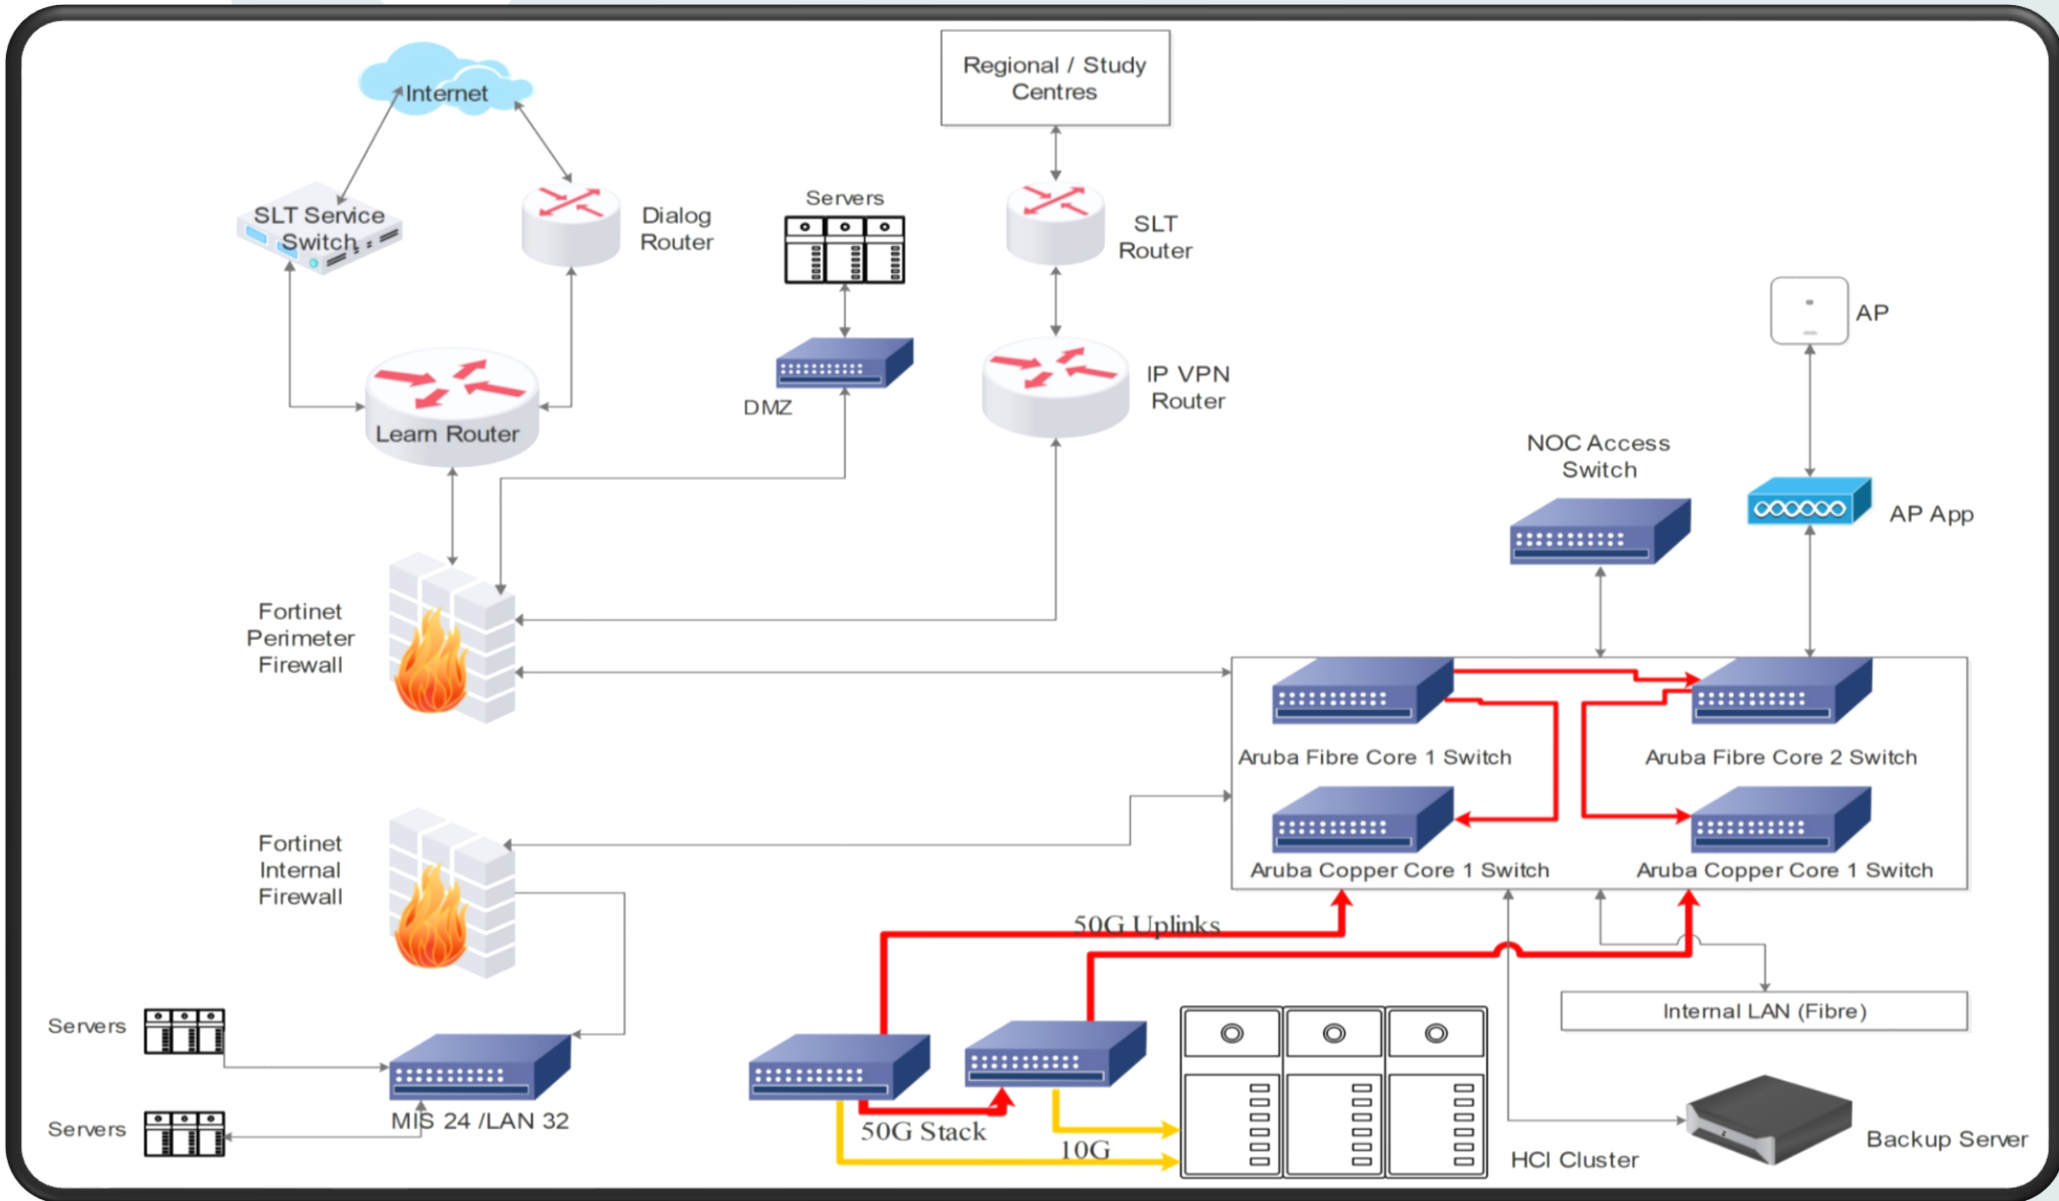 Internet
Regional / Study
Centres
SLT Service
Switch
Dialog
Router
Servers
SLT
Router
AP
DMZ
IP VPN
Router
Learn Router
NOC Access
Switch
AP App
Fortinet
Perimeter
Firewall
Aruba Fibre Core 1 Switch
Aruba Fibre Core 2 Switch
Fortinet
Internal
Firewall
Aruba Copper Core 1 Switch
Aruba Copper Core 1 Switch
50G Uplinks
Internal LAN (Fibre)
Servers
MIS 24 /LAN 32
Servers
50G Stack
10G
HCI Cluster
Backup Server